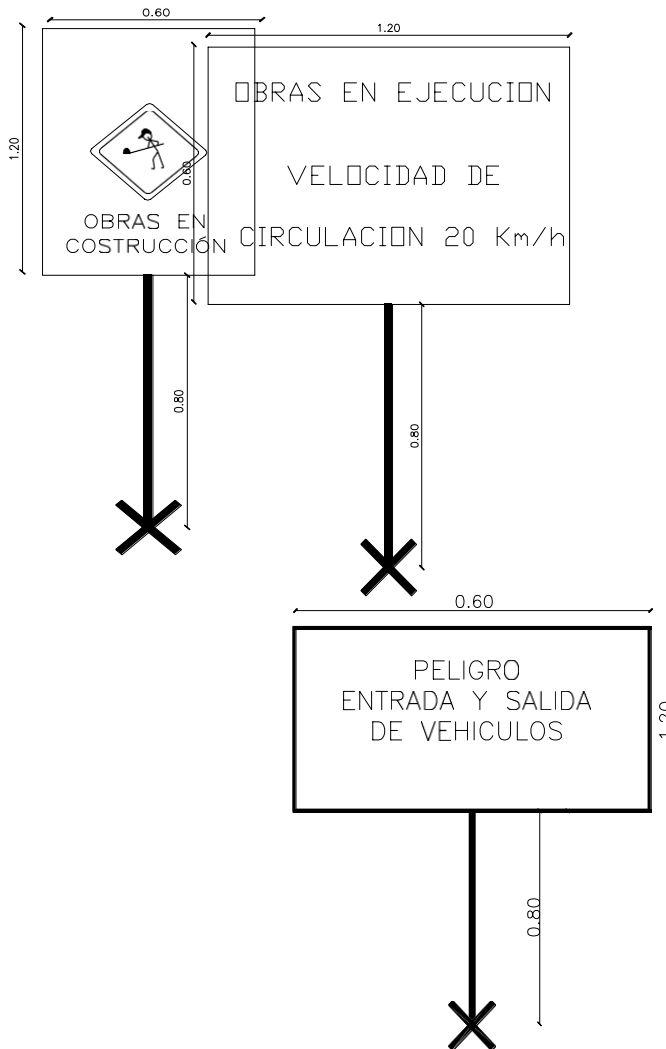 0.60
1.20
OBRAS EN
COSTRUCCIÓN
0.80
1.20
0.60
OBRAS EN EJECUCION
VELOCIDAD DE
CIRCULACION 20 Km/h
0.80
0.60
1.20
PELIGRO
ENTRADA Y SALIDA
DE VEHICULOS
0.80